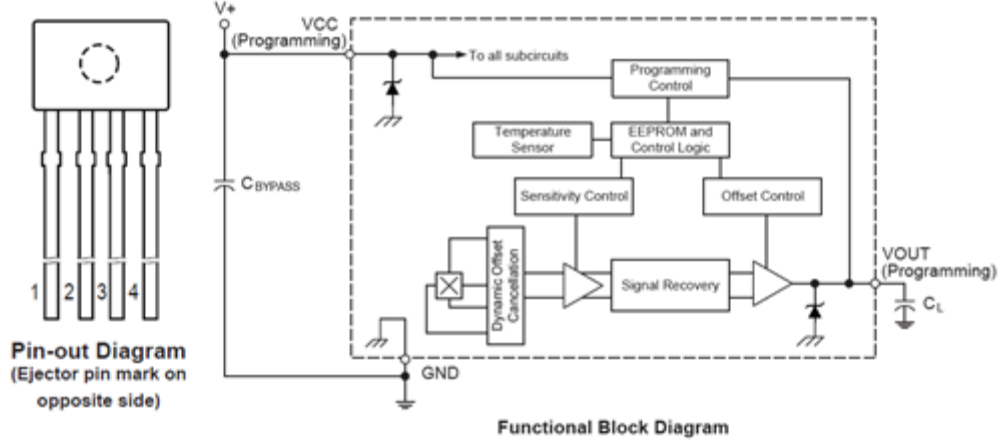 V+
VCC
(Programming)
To all subcircuits
Programming
Control
Temperature
Sensor
EEPROM and
Control Logic
Sensitivity Control
Offset Control
CBYPASS
Dynamic Offset
Cancellation
Signal Recovery
VOUT
(Programming)
CL
GND
1 2 3 4
Pin-out Diagram
(Ejector pin mark on
opposite side)
Functional Block Diagram